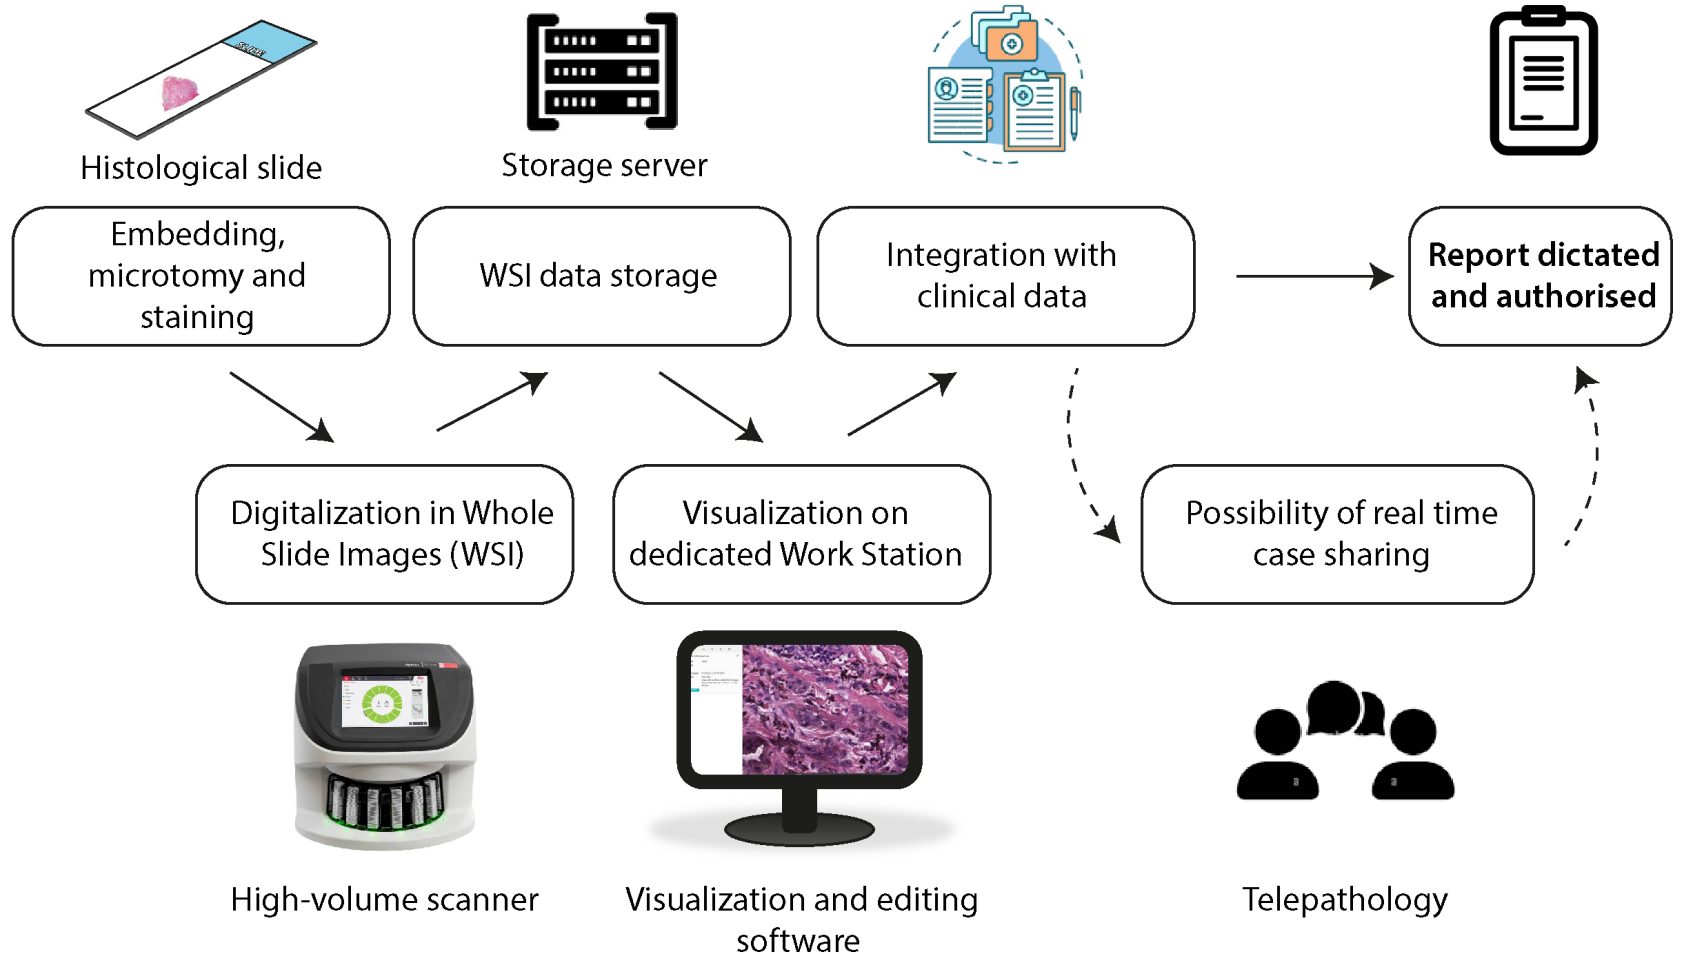 Histological slide
Storage server
Embedding,
microtomy and
staining
WSI data storage
Integration with
clinical data
Report dictated
and authorised
Digitalization in Whole
Slide Images (WSI)
Visualization on
dedicated Work Station
Possibility of real time
case sharing
High-volume scanner
Visualization and editing
software
Telepathology